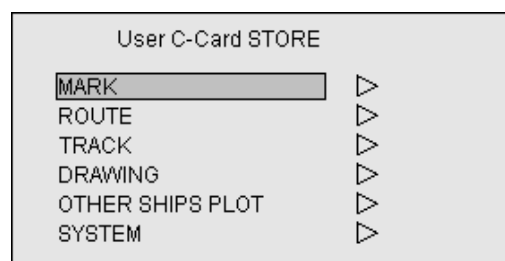 User C-Card STORE
MARK
ROUTE
TRACK
DRAWING
OTHER SHIPS PLOT
SYSTEM